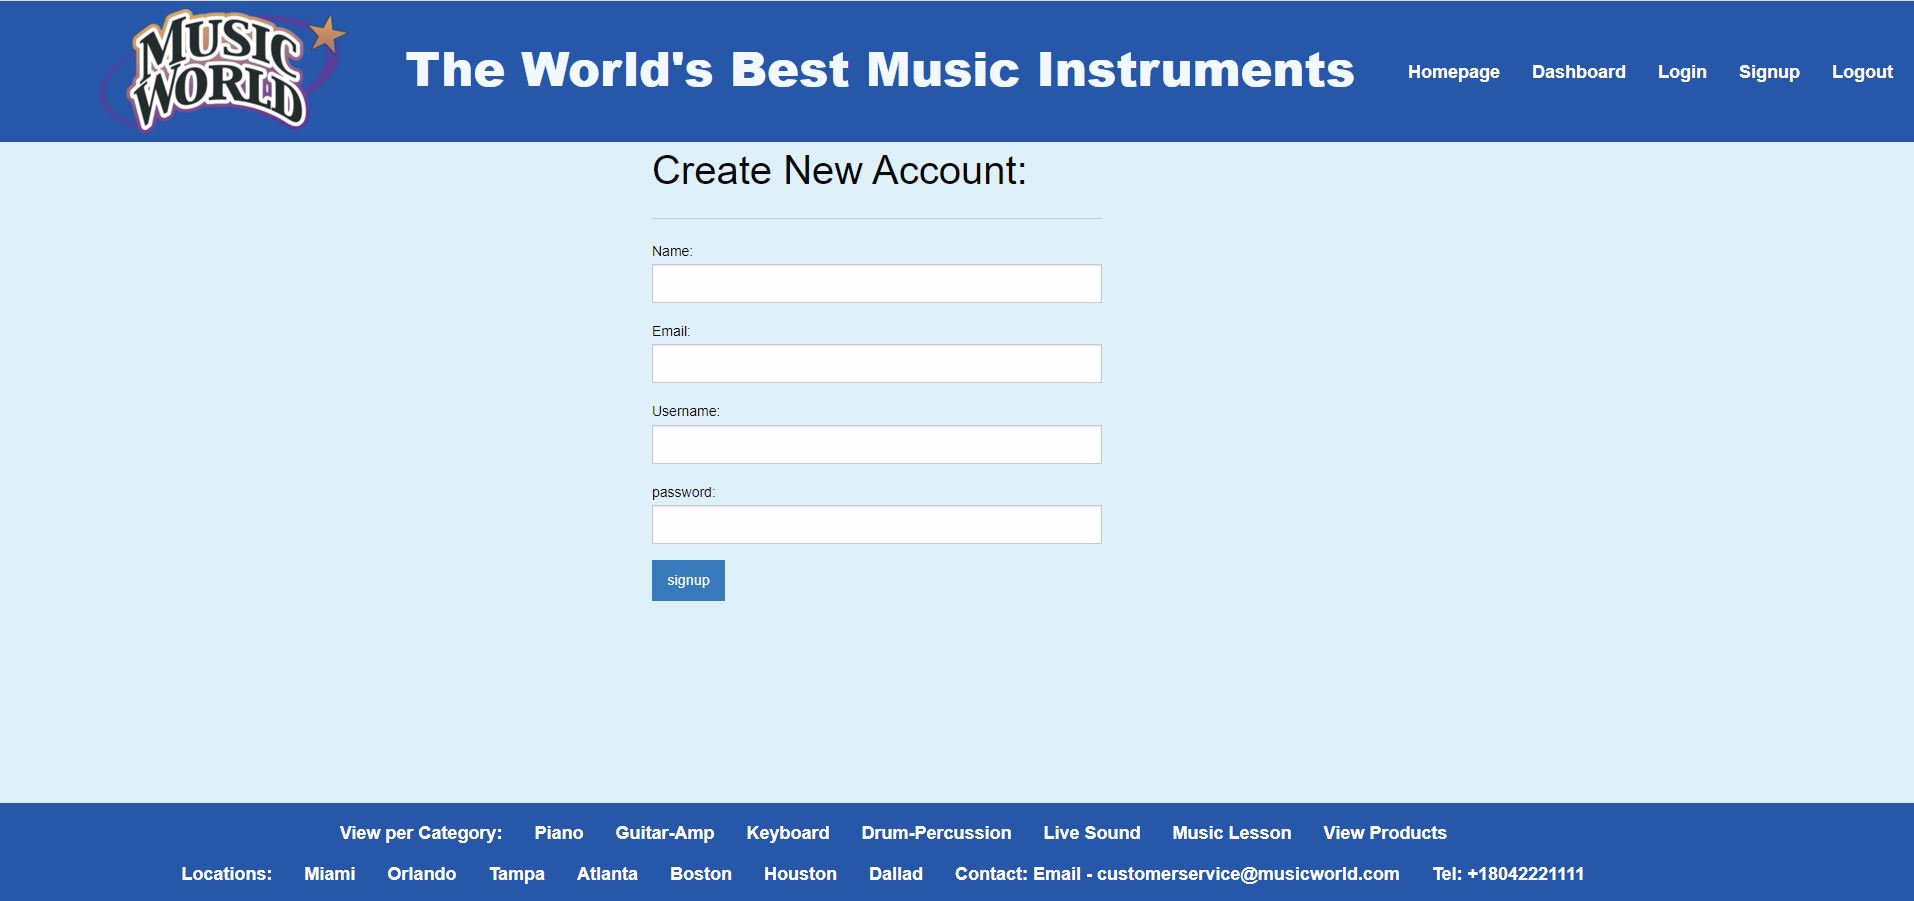 MUSIC
WORLD
The World's Best Music Instruments
Homepage Dashboard Login Signup Logout
Create New Account:
Name:
Email:
Username:
password:
signup
View per Category: Piano Guitar-Amp Keyboard Drum-Percussion Live Sound Music Lesson View Products
Locations: Miami Orlando Tampa Atlanta Boston Houston Dallad Contact: Email - customerservice@musicworld.com Tel: +18042221111